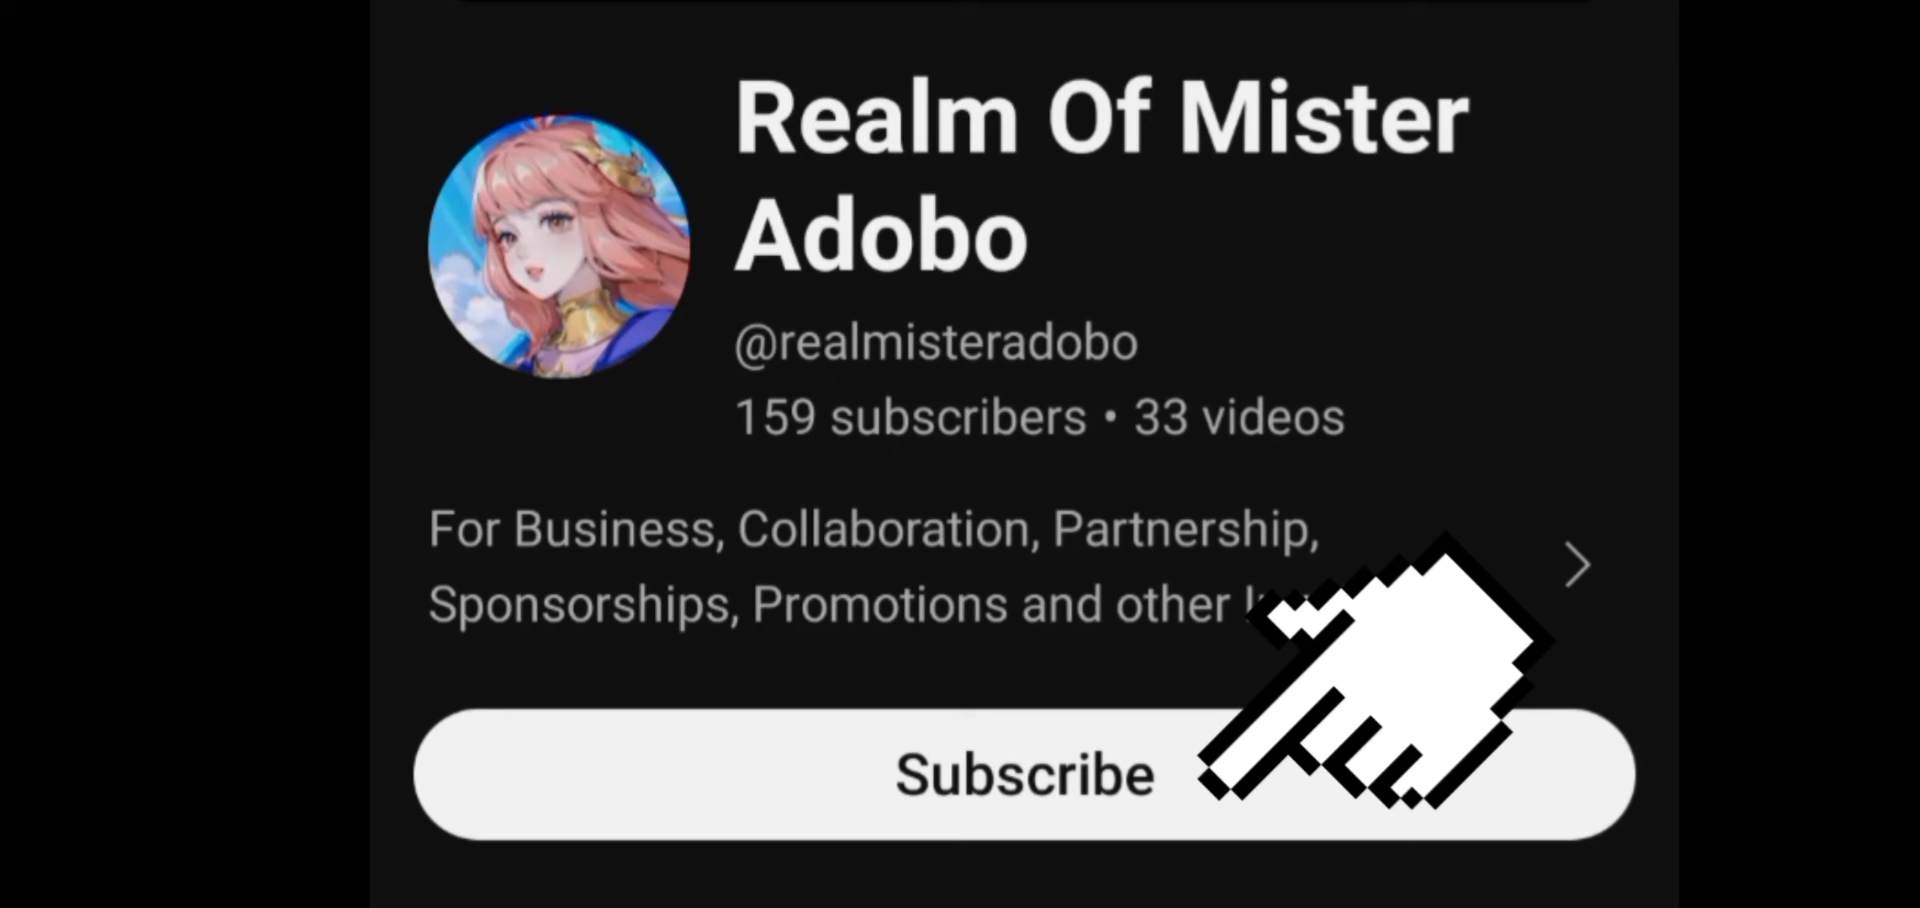 Realm Of Mister
Adobo
@realmisteradobo
159 subscribers • 33 videos
For Business, Collaboration, Partnership,
Sponsorships, Promotions and other
Subscribe